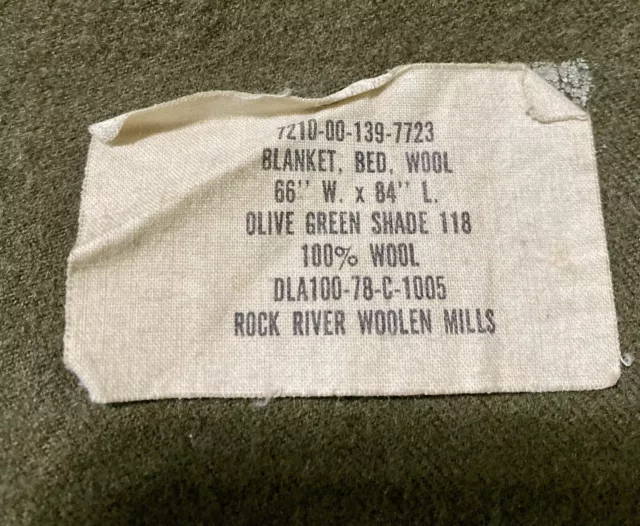 7210-00-139-7723
BLANKET, BED, WOOL
66" W. x 84" L.
OLIVE GREEN SHADE 118
100% WOOL
DLA100-78-C-1005
ROCK RIVER WOOLEN MILLS